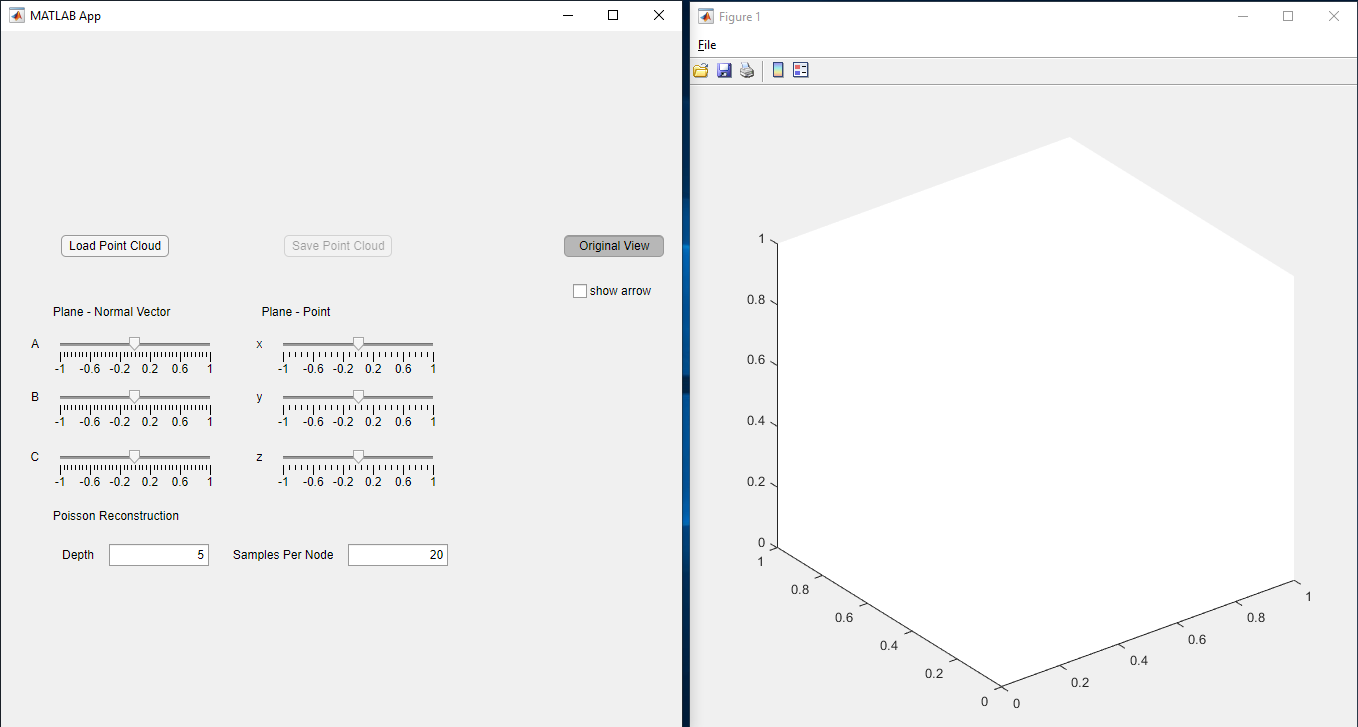 MATLAB App
Load Point Cloud
Save Point Cloud
Original View
show arrow
Plane - Normal Vector
Plane - Point
A
-1 -0.6 -0.2 0.2 0.6 1
x
-1 -0.6 -0.2 0.2 0.6 1
B
-1 -0.6 -0.2 0.2 0.6 1
y
-1 -0.6 -0.2 0.2 0.6 1
C
-1 -0.6 -0.2 0.2 0.6 1
z
-1 -0.6 -0.2 0.2 0.6 1
Poisson Reconstruction
Depth 5
Samples Per Node 20
Figure 1
File
1
0.8
0.6
0.4
0.2
0
1
0.8
0.6
0.4
0.2
0
0
0.2
0.4
0.6
0.8
1